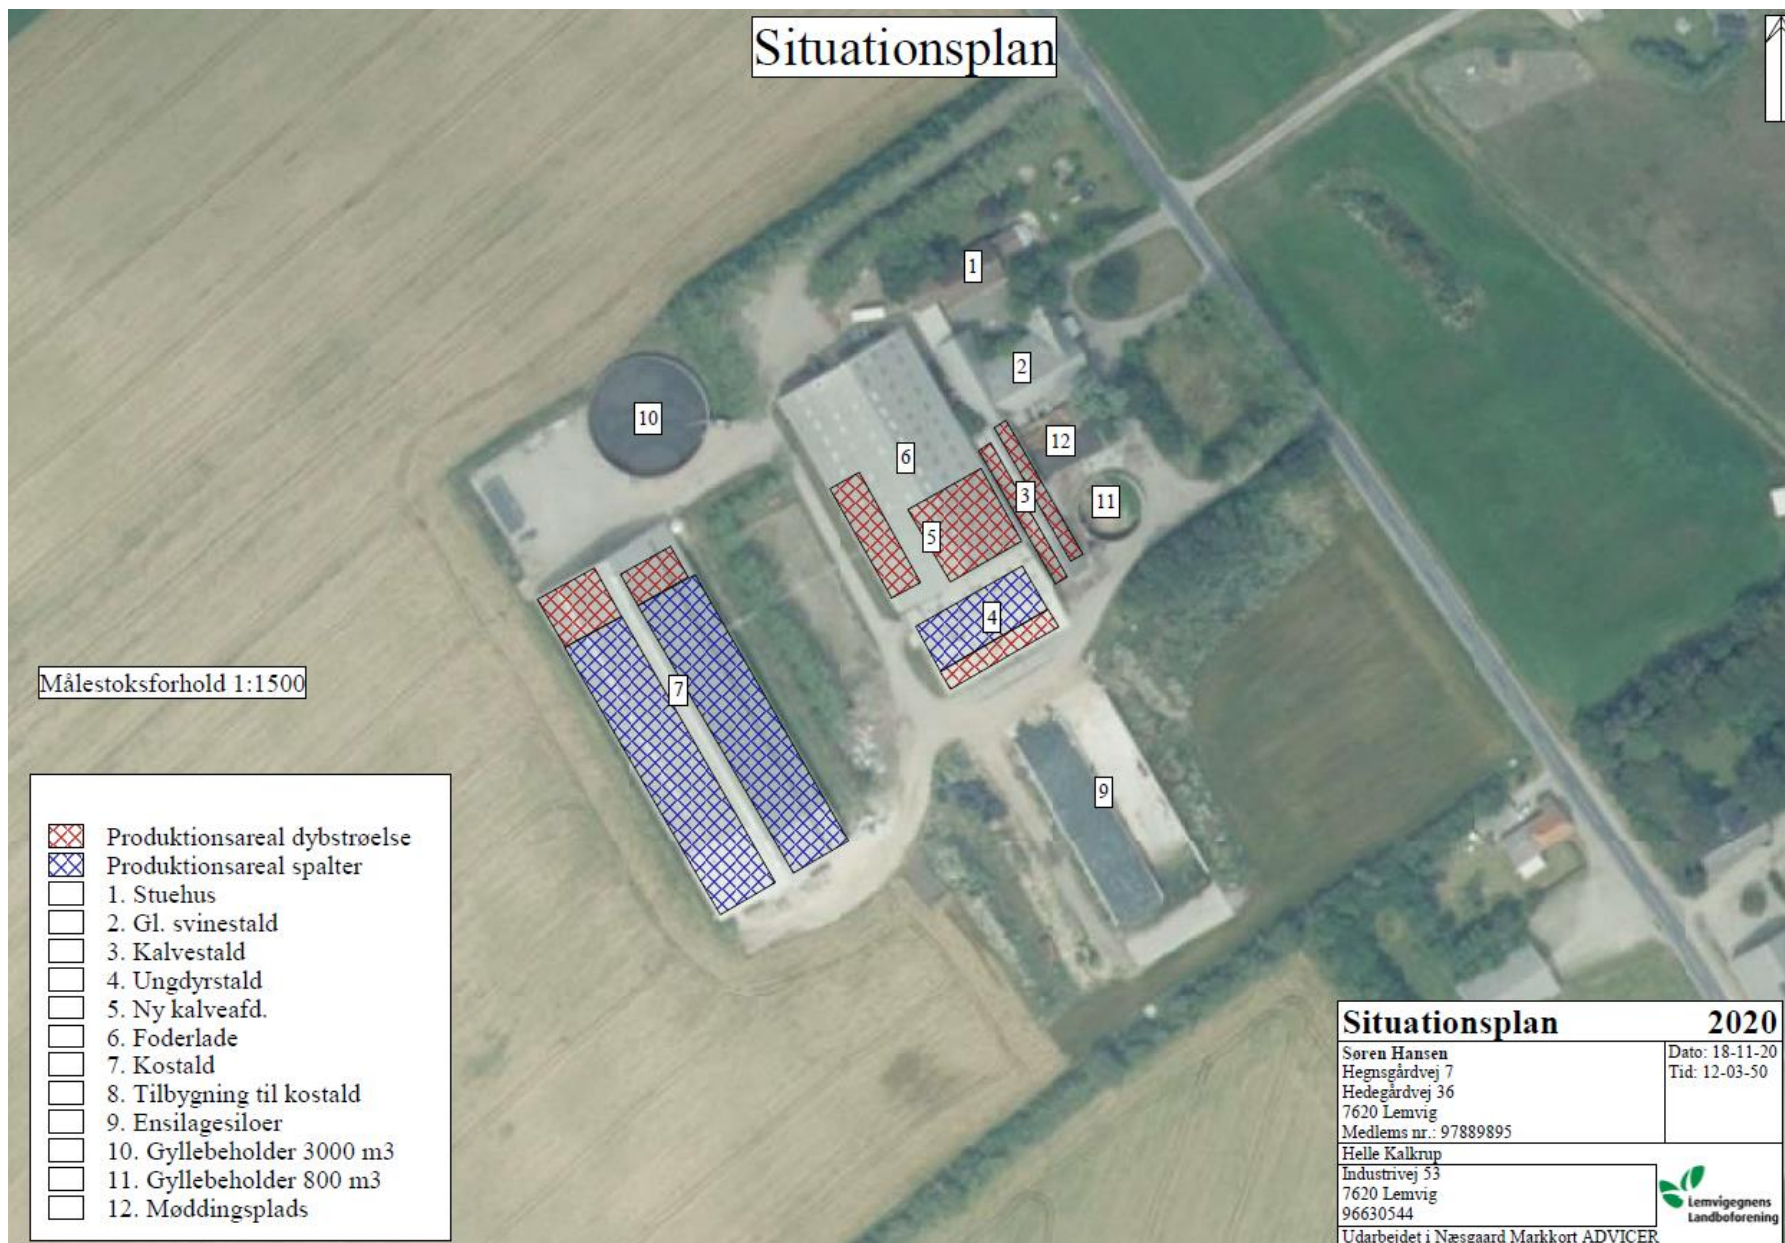 Situationsplan
1
2
10
12
6
3
11
5
4
7
9
Målestoksforhold 1:1500
Produktionsareal dybstrøelse
Produktionsareal spalter
1. Stuehus
2. Gl. svinestald
3. Kalvestald
4. Ungdyrstald
5. Ny kalveafd.
6. Foderlade
7. Kostald
8. Tilbygning til kostald
9. Ensilagesiloer
10. Gyllebeholder 3000 m3
11. Gyllebeholder 800 m3
12. Møddingsplads
Situationsplan 2020
Søren Hansen
Hegnsgårdvej 7
Hedegårdvej 36
7620 Lemvig
Medlems nr.: 97889895
Dato: 18-11-20
Tid: 12-03-50
Helle Kalkrup
Industrivej 53
7620 Lemvig
96630544
Lemvigegnens
Landboforening
Udarbejdet i Næsgaard Markkort ADVICER